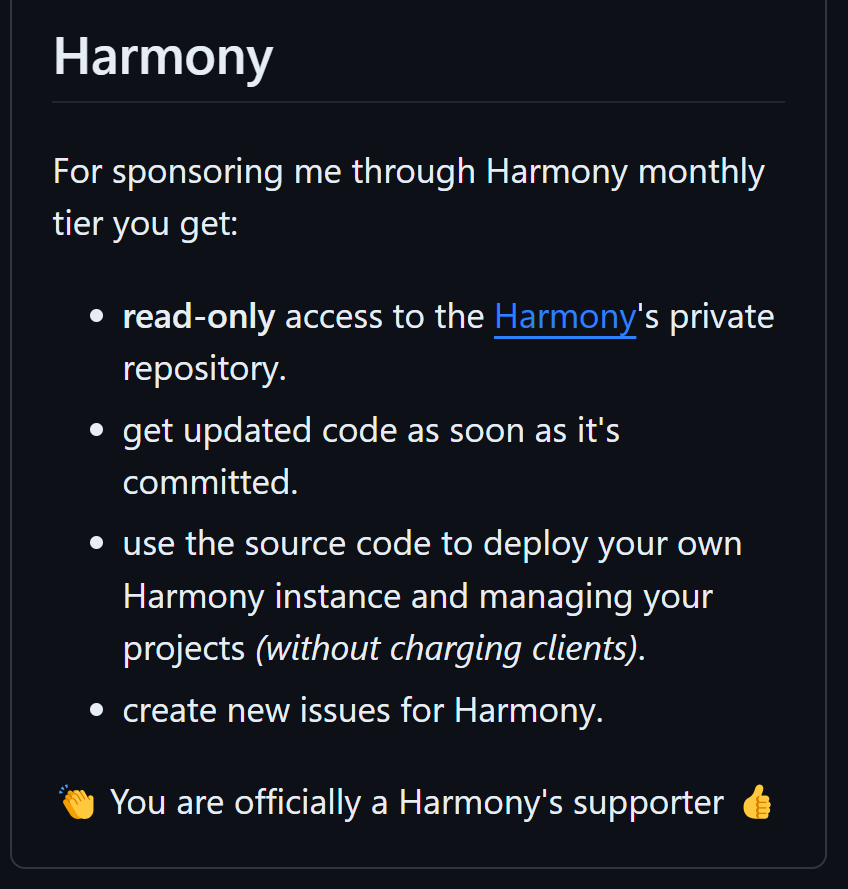 Harmony
For sponsoring me through Harmony monthly
tier you get:
• read-only access to the Harmony's private
repository.
• get updated code as soon as it's
committed.
• use the source code to deploy your own
Harmony instance and managing your
projects (without charging clients).
• create new issues for Harmony.
👏 You are officially a Harmony's supporter 👍